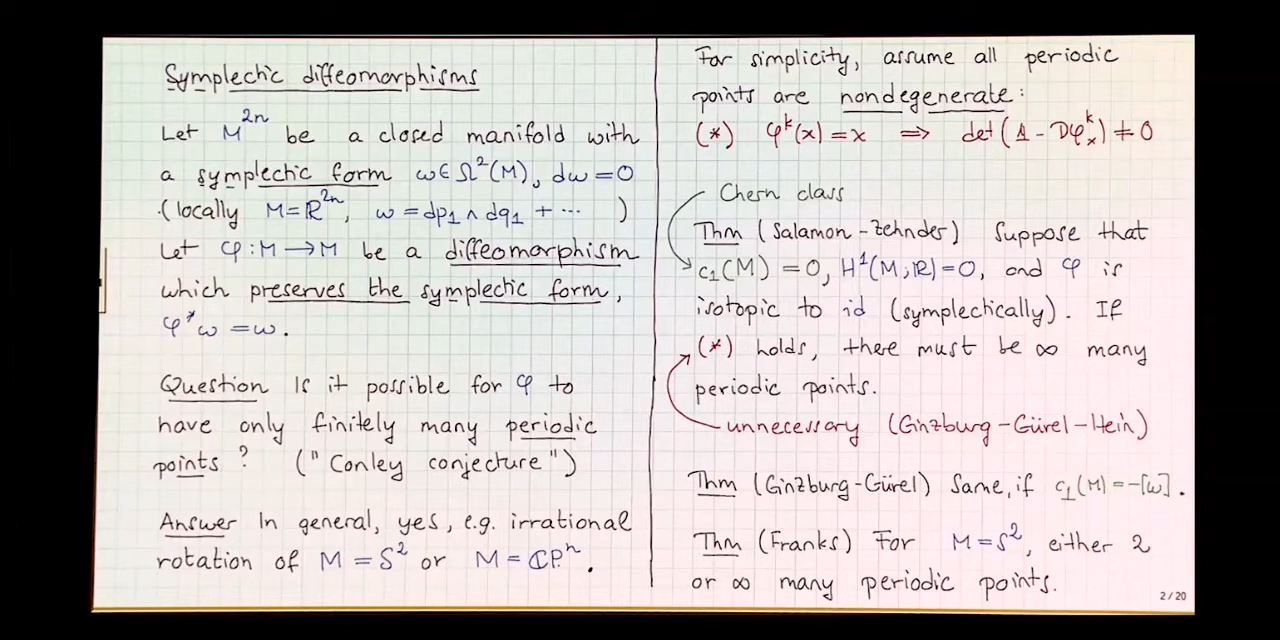 Symplectic diffeomorphisms
Let M^{2n} be a closed manifold with
a symplectic form ω∈Ω²(M), dω=0
(locally M=ℝ^{2n}, ω=dp₁∧dq₁+⋯ )
Let φ:M→M be a diffeomorphism
which preserves the symplectic form,
φ*ω=ω.
Question Is it possible for φ to
have only finitely many periodic
points? ("Conley conjecture")
Answer In general, yes, e.g. irrational
rotation of M=S² or M=ℂPⁿ.
For simplicity, assume all periodic
points are nondegenerate:
(*) φᵏ(x)=x ⇒ det(𝟙-Dφᵏₓ)≠0
Chern class
Thm (Salamon-Zehnder) Suppose that
c₁(M)=0, H¹(M;ℝ)=0, and φ is
isotopic to id (symplectically). If
(*) holds, there must be ∞ many
periodic points.
unnecessary (Ginzburg-Gürel-Hein)
Thm (Ginzburg-Gürel) Same, if c₁(M)=-[ω].
Thm (Franks) For M=S², either 2
or ∞ many periodic points.
2/20